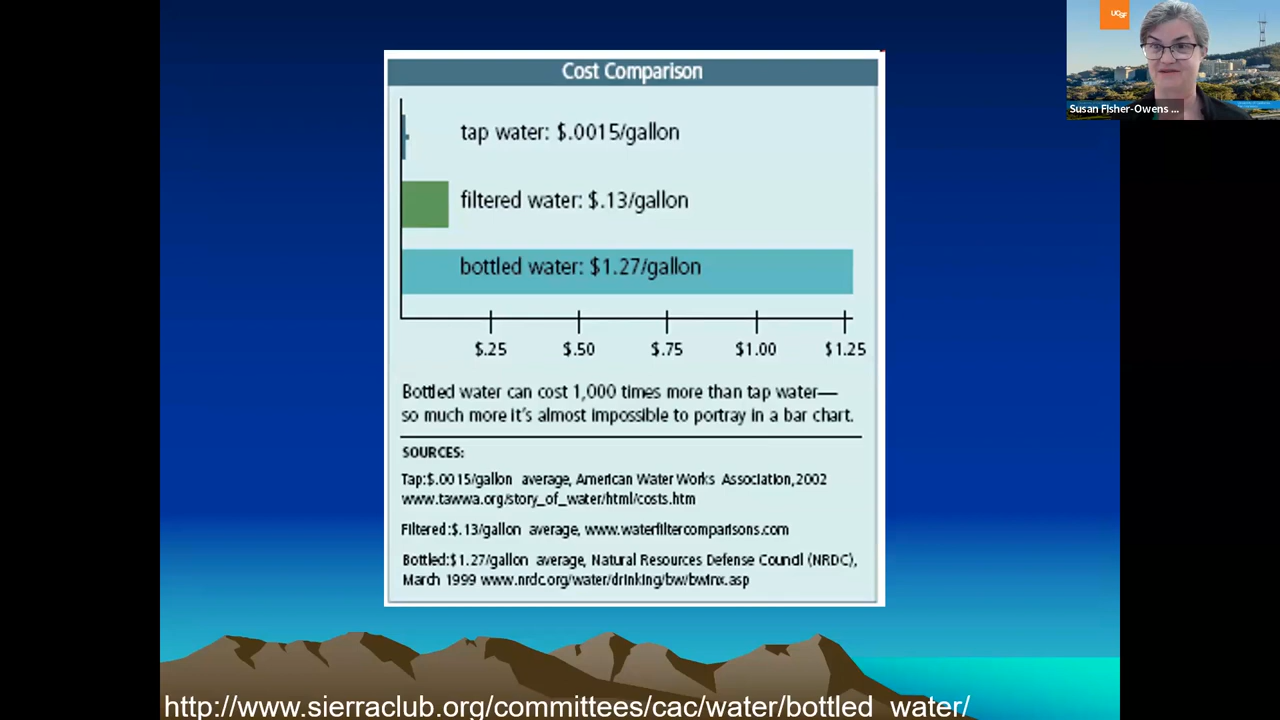 Cost Comparison
tap water: $.0015/gallon
filtered water: $.13/gallon
bottled water: $1.27/gallon
$.25 $.50 $.75 $1.00 $1.25
Bottled water can cost 1,000 times more than tap water—
so much more it's almost impossible to portray in a bar chart.
SOURCES:
Tap:$.0015/gallon average, American Water Works Association,2002
www.tawwa.org/story_of_water/html/costs.htm
Filtered:$.13/gallon average, www.waterfiltercomparisons.com
Bottled:$1.27/gallon average, Natural Resources Defense Council (NRDC),
March 1999 www.nrdc.org/water/drinking/bw/bwinx.asp
http://www.sierraclub.org/committees/cac/water/bottled_water/
UCSF
Susan Fisher-Owens ...